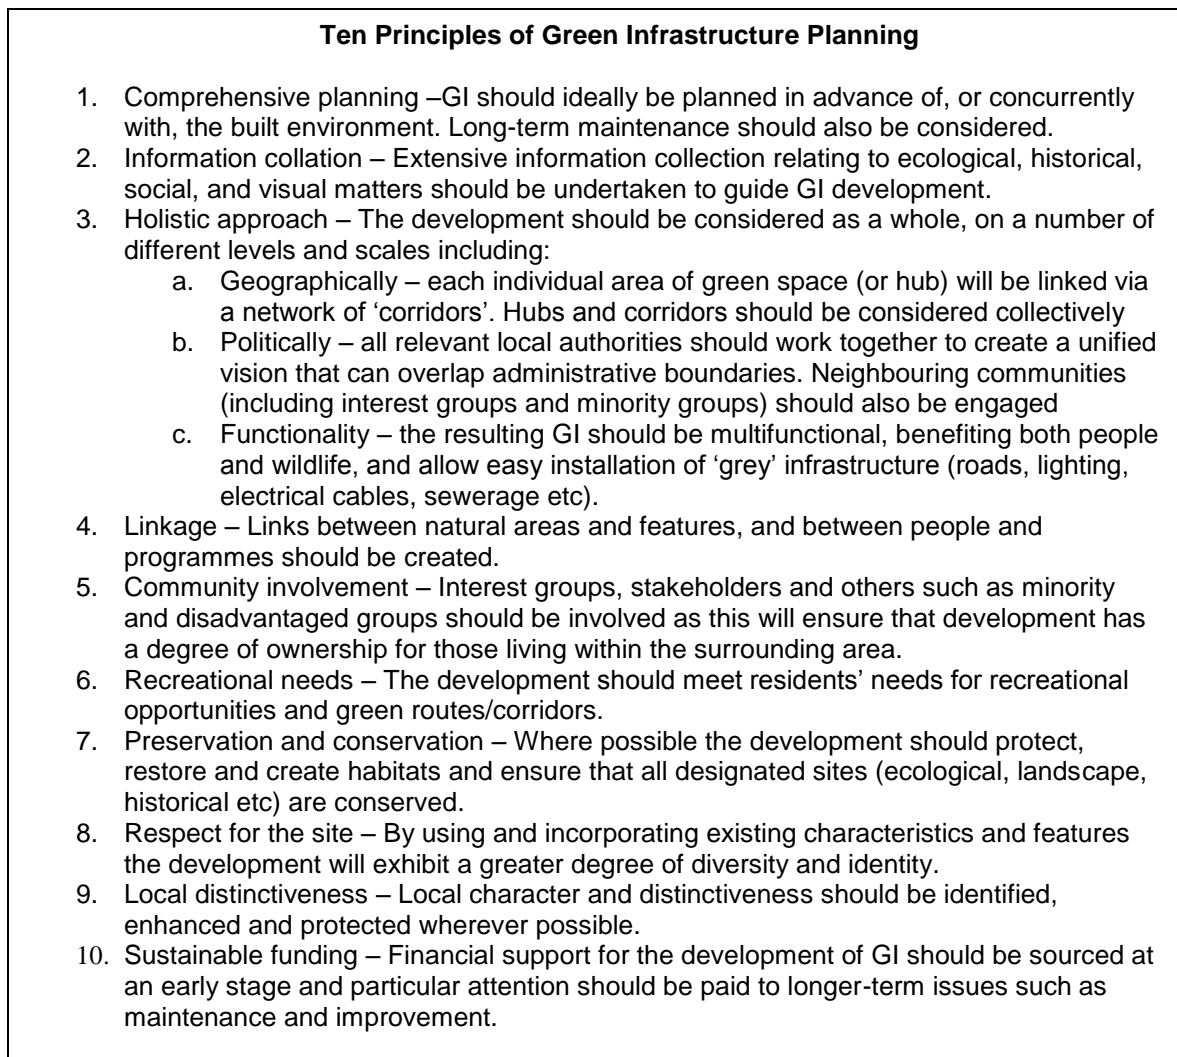 Ten Principles of Green Infrastructure Planning
1. Comprehensive planning –GI should ideally be planned in advance of, or concurrently
with, the built environment. Long-term maintenance should also be considered.
2. Information collation – Extensive information collection relating to ecological, historical,
social, and visual matters should be undertaken to guide GI development.
3. Holistic approach – The development should be considered as a whole, on a number of
different levels and scales including:
a. Geographically – each individual area of green space (or hub) will be linked via
a network of ‘corridors’. Hubs and corridors should be considered collectively
b. Politically – all relevant local authorities should work together to create a unified
vision that can overlap administrative boundaries. Neighbouring communities
(including interest groups and minority groups) should also be engaged
c. Functionality – the resulting GI should be multifunctional, benefiting both people
and wildlife, and allow easy installation of ‘grey’ infrastructure (roads, lighting,
electrical cables, sewerage etc).
4. Linkage – Links between natural areas and features, and between people and
programmes should be created.
5. Community involvement – Interest groups, stakeholders and others such as minority
and disadvantaged groups should be involved as this will ensure that development has
a degree of ownership for those living within the surrounding area.
6. Recreational needs – The development should meet residents’ needs for recreational
opportunities and green routes/corridors.
7. Preservation and conservation – Where possible the development should protect,
restore and create habitats and ensure that all designated sites (ecological, landscape,
historical etc) are conserved.
8. Respect for the site – By using and incorporating existing characteristics and features
the development will exhibit a greater degree of diversity and identity.
9. Local distinctiveness – Local character and distinctiveness should be identified,
enhanced and protected wherever possible.
10. Sustainable funding – Financial support for the development of GI should be sourced at
an early stage and particular attention should be paid to longer-term issues such as
maintenance and improvement.